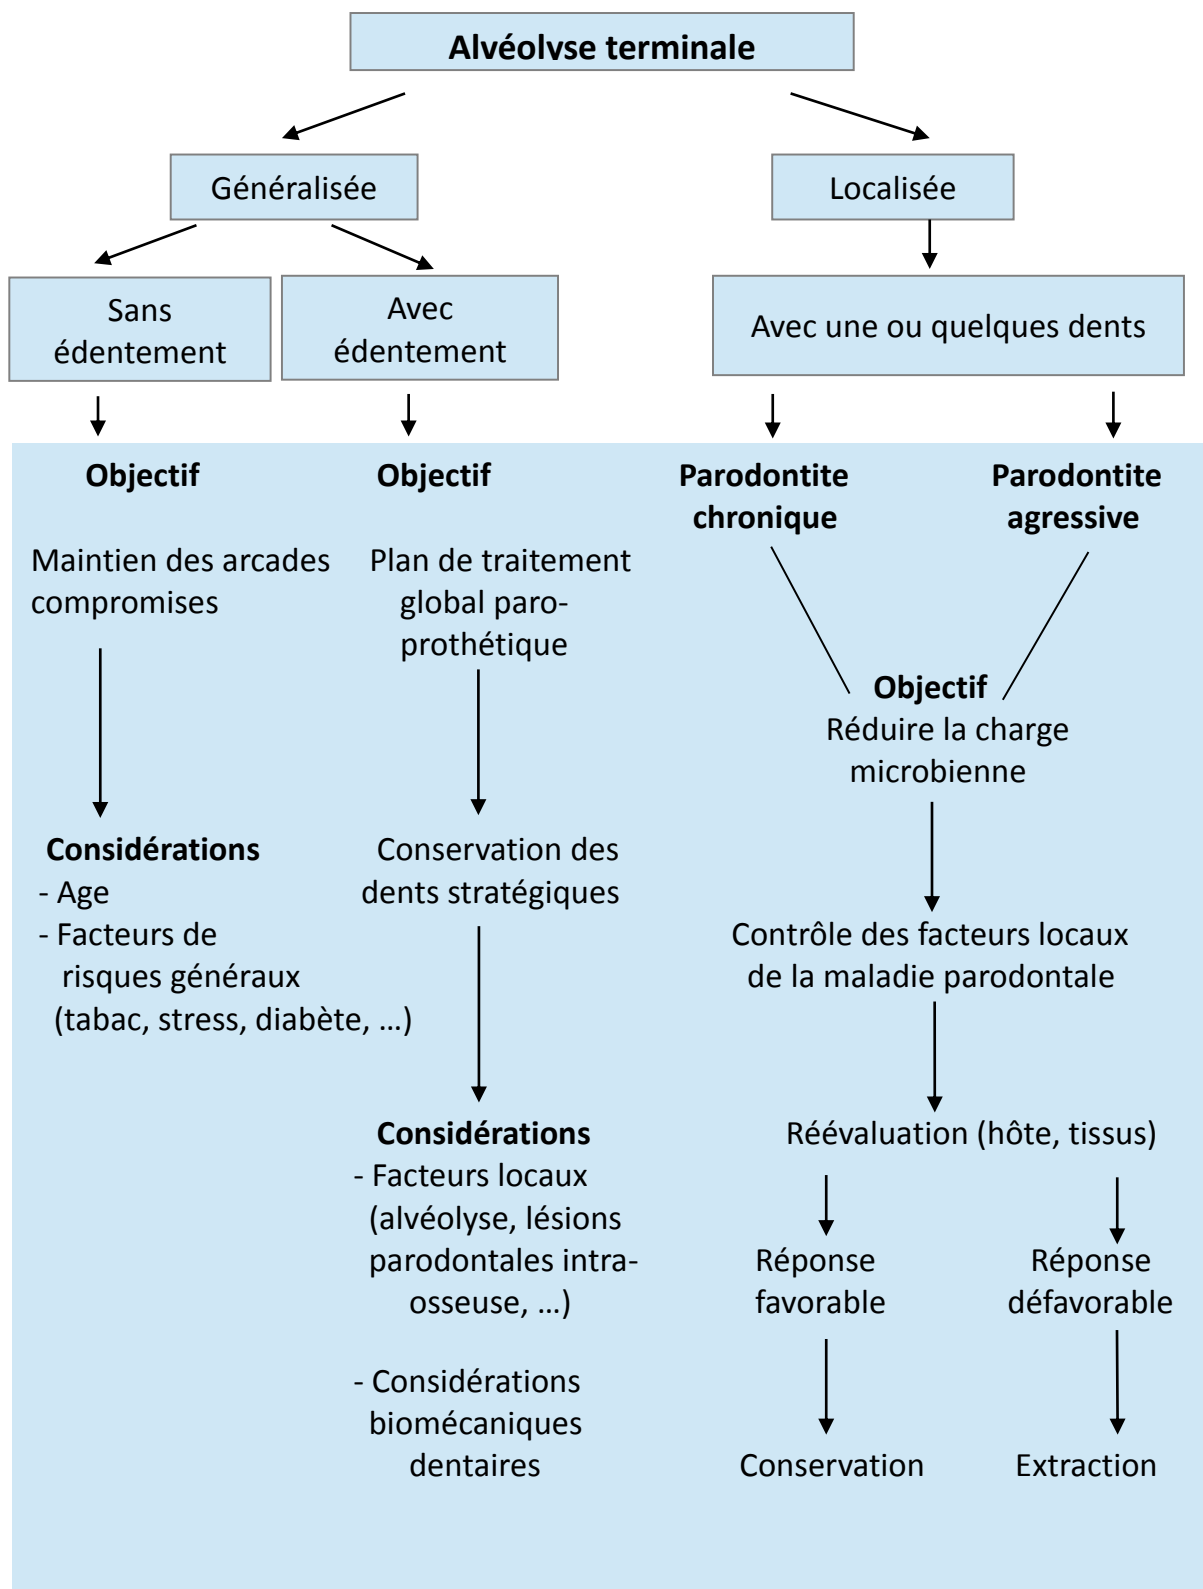 Alvéolvse terminale
Généralisée
Localisée
Sans
édentement
Avec
édentement
Avec une ou quelques dents
Objectif
Maintien des arcades
compromises
Considérations
- Age
- Facteurs de
risques généraux
(tabac, stress, diabète, ...)
Objectif
Plan de traitement
global paro-
prothétique
Conservation des
dents stratégiques
Considérations
- Facteurs locaux
(alvéolyse, lésions
parodontales intra-
osseuse, ...)
- Considérations
biomécaniques
dentaires
Parodontite
chronique
Parodontite
agressive
Objectif
Réduire la charge
microbienne
Contrôle des facteurs locaux
de la maladie parodontale
Réévaluation (hôte, tissus)
Réponse
favorable
Réponse
défavorable
Conservation
Extraction